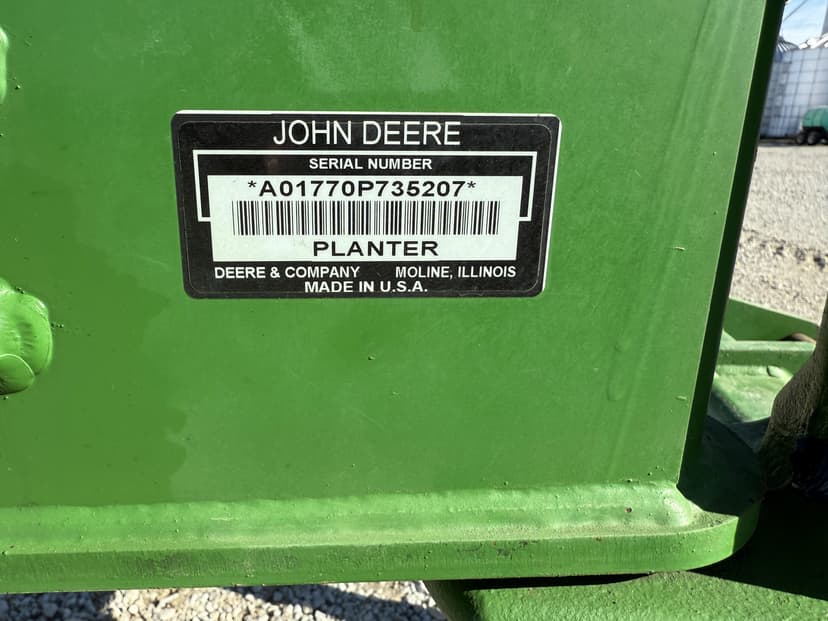 JOHN DEERE
SERIAL NUMBER
*A01770P735207*
PLANTER
DEERE & COMPANY MOLINE, ILLINOIS
MADE IN U.S.A.